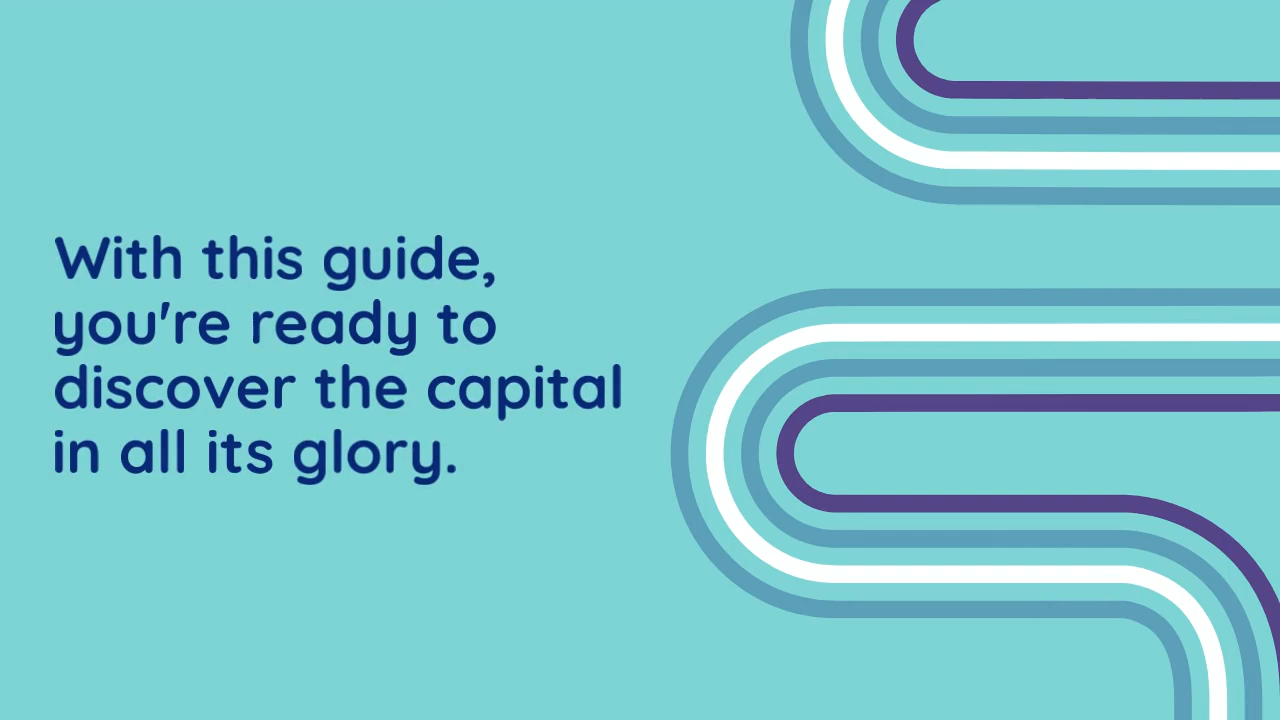 With this guide,
you're ready to
discover the capital
in all its glory.